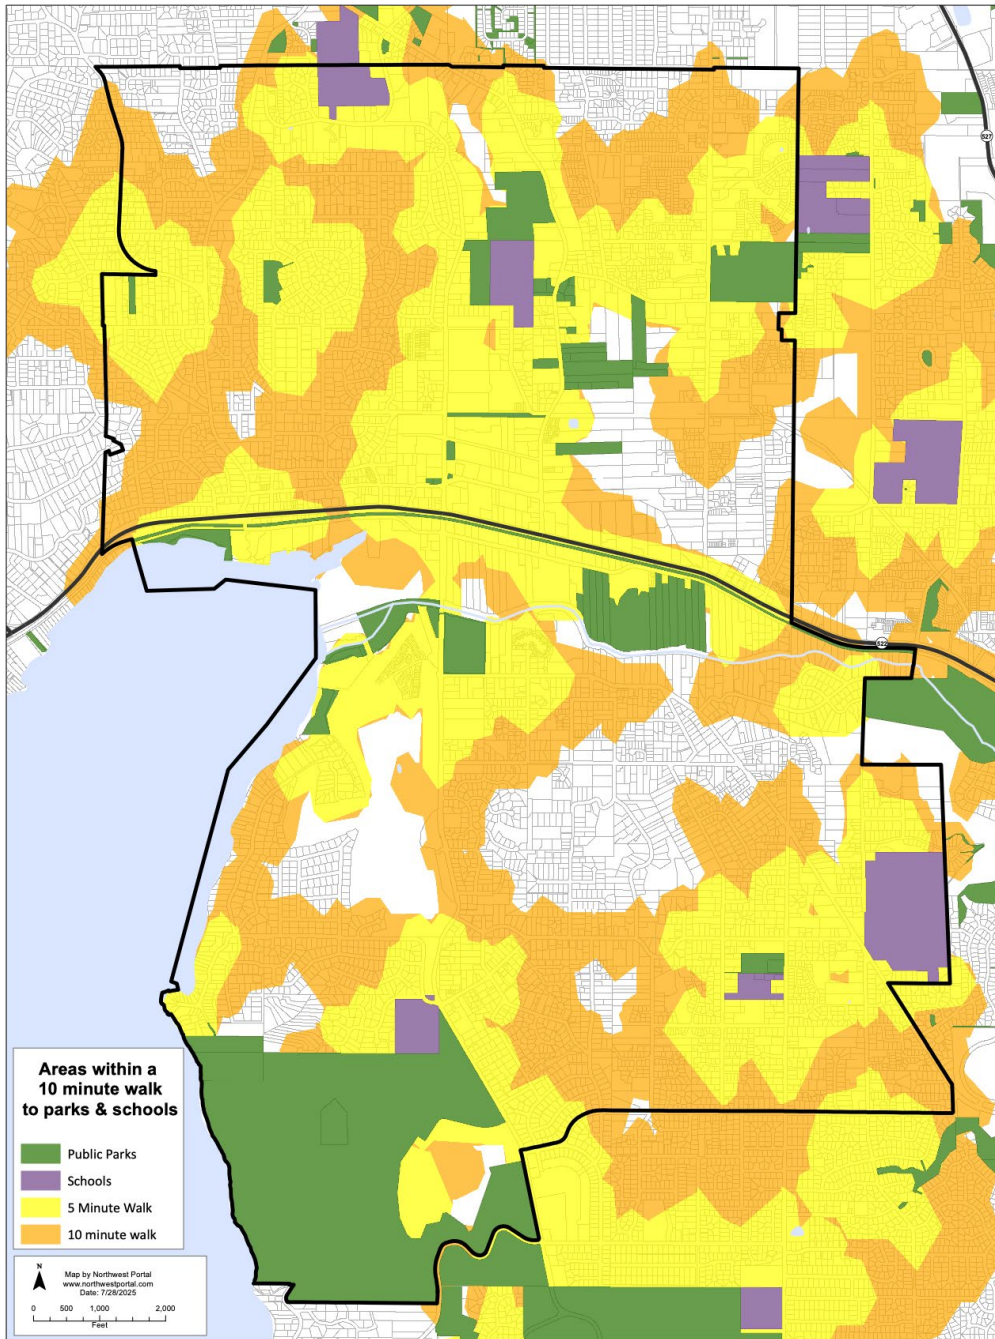 527
522
Areas within a
10 minute walk
to parks & schools
Public Parks
Schools
5 Minute Walk
10 minute walk
N
Map by Northwest Portal
www.northwestportal.com
Date: 7/28/2025
0 500 1,000 2,000
Feet